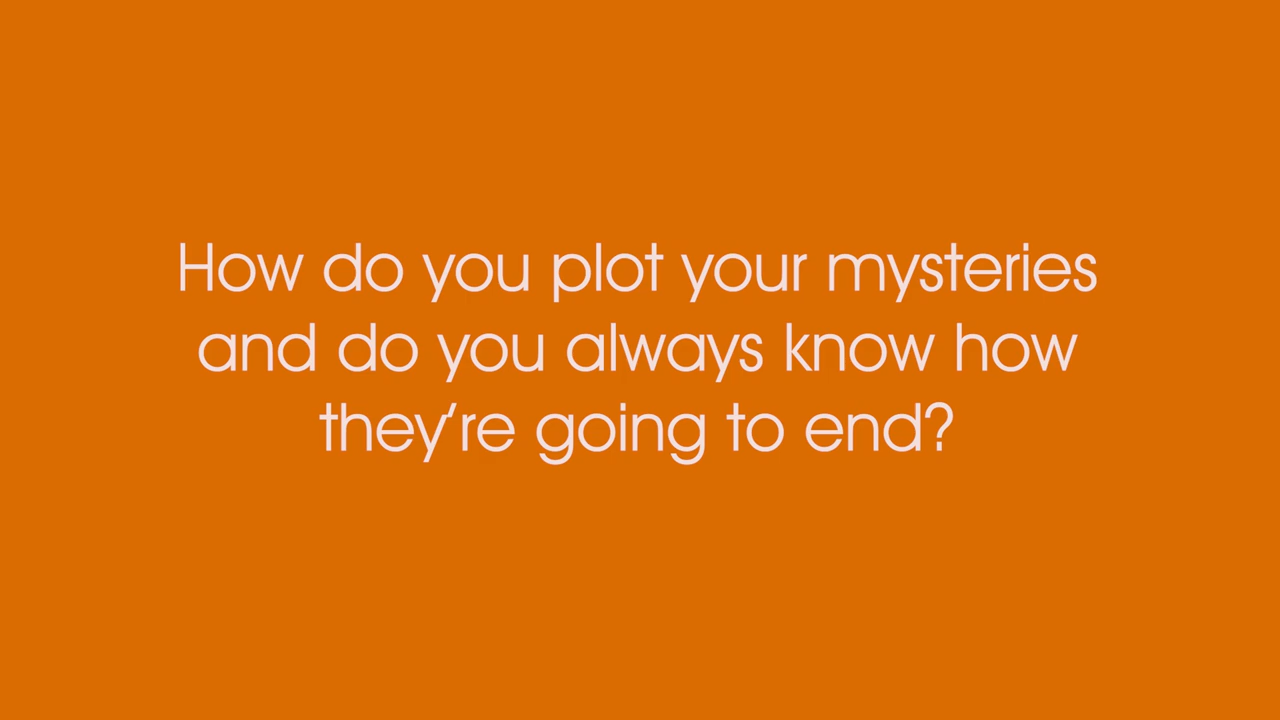 How do you plot your mysteries
and do you always know how
they're going to end?